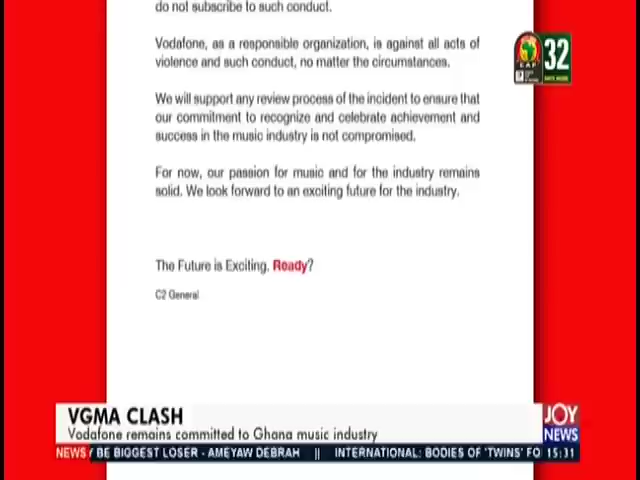 do not subscribe to such conduct.
Vodafone, as a responsible organization, is against all acts of
violence and such conduct, no matter the circumstances.
We will support any review process of the incident to ensure that
our commitment to recognize and celebrate achievement and
success in the music industry is not compromised.
For now, our passion for music and for the industry remains
solid. We look forward to an exciting future for the industry.
The Future is Exciting. Ready?
C2 General
32
VGMA CLASH
Vodafone remains committed to Ghana music industry
JOY
NEWS
NEWS / BE BIGGEST LOSER - AMEYAW DEBRAH || INTERNATIONAL: BODIES OF 'TWINS' FO 15:31